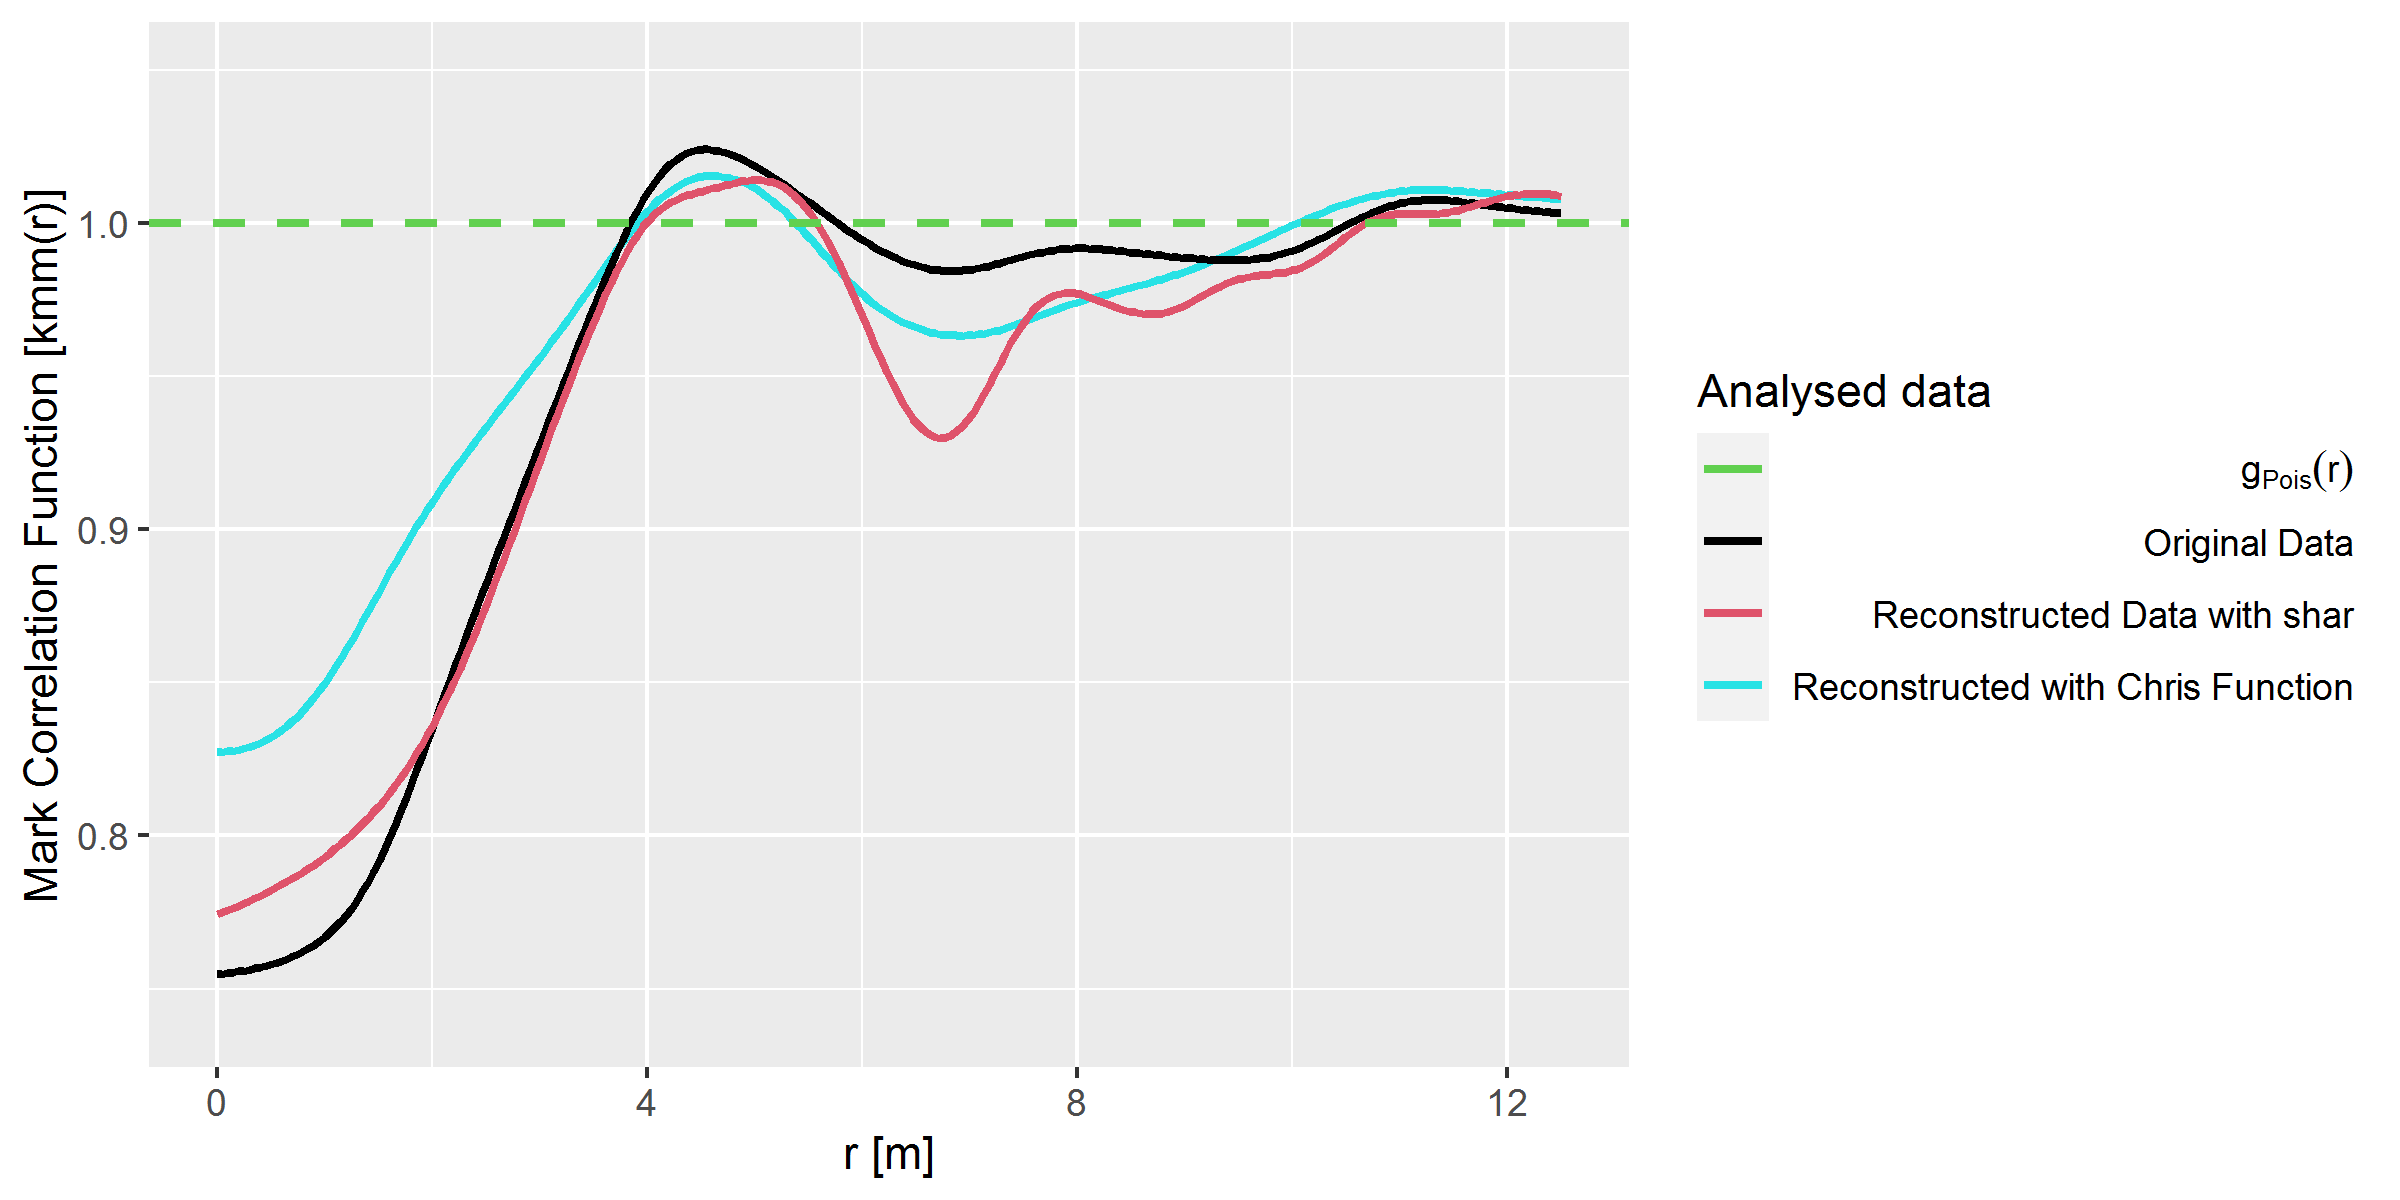 Mark Correlation Function [kmm(r)]
1.0
0.9
0.8
0
4
8
12
r [m]
Analysed data
gPois(r)
Original Data
Reconstructed Data with shar
Reconstructed with Chris Function